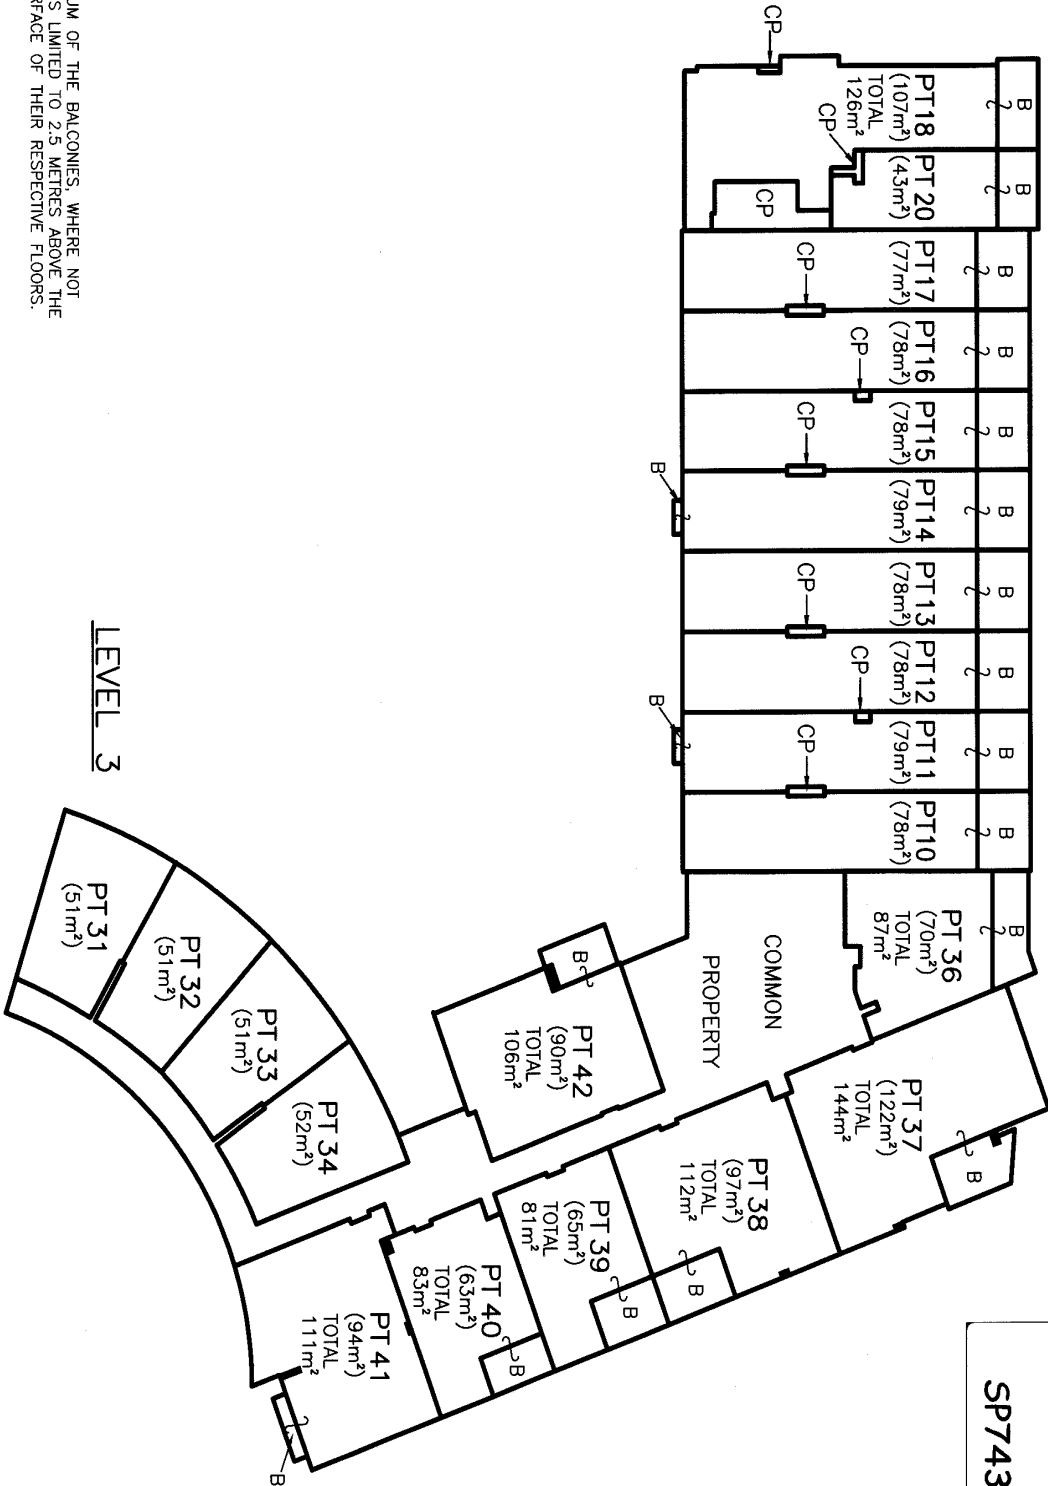 SP743
B
PT18
(107m²)
TOTAL
126m²
CP
CP
B
PT 20
(43m²)
CP
B
PT17
(77m²)
CP
B
PT16
(78m²)
CP
B
PT15
(78m²)
CP
B
PT14
(79m²)
B
B
PT13
(78m²)
CP
B
PT12
(78m²)
CP
B
PT11
(79m²)
CP
B
B
PT10
(78m²)
B
PT 36
(70m²)
TOTAL
87m²
COMMON
PROPERTY
PT 37
(122m²)
TOTAL
144m²
B
PT 38
(97m²)
TOTAL
112m²
B
PT 39
(65m²)
TOTAL
81m²
B
PT 40
(63m²)
TOTAL
83m²
B
PT 41
(94m²)
TOTAL
111m²
B
B
PT 42
(90m²)
TOTAL
106m²
PT 34
(52m²)
PT 33
(51m²)
PT 32
(51m²)
PT 31
(51m²)
LEVEL 3
UM OF THE BALCONIES, WHERE NOT
S LIMITED TO 2.5 METRES ABOVE THE
RFACE OF THEIR RESPECTIVE FLOORS.